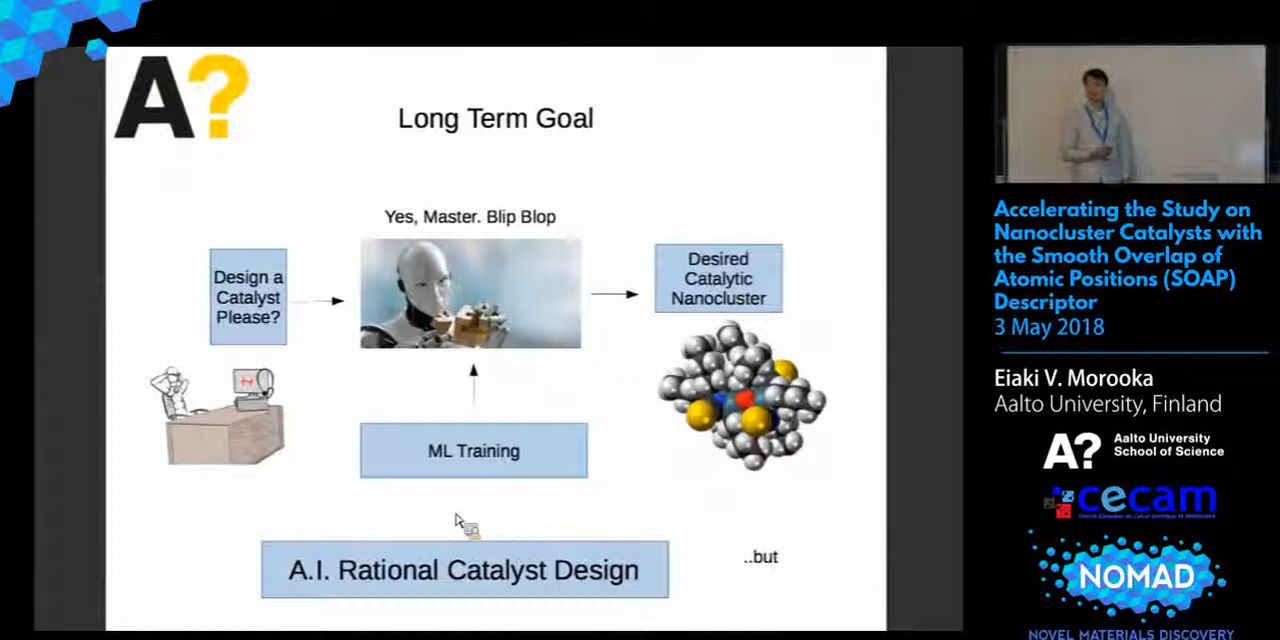 A?
Long Term Goal
Yes, Master. Blip Blop
Design a
Catalyst
Please?
Desired
Catalytic
Nanocluster
ML Training
A.I. Rational Catalyst Design
..but
Accelerating the Study on
Nanocluster Catalysts with
the Smooth Overlap of
Atomic Positions (SOAP)
Descriptor
3 May 2018
Eiaki V. Morooka
Aalto University, Finland
A?
Aalto University
School of Science
cecam
NOMAD
NOVEL MATERIALS DISCOVERY